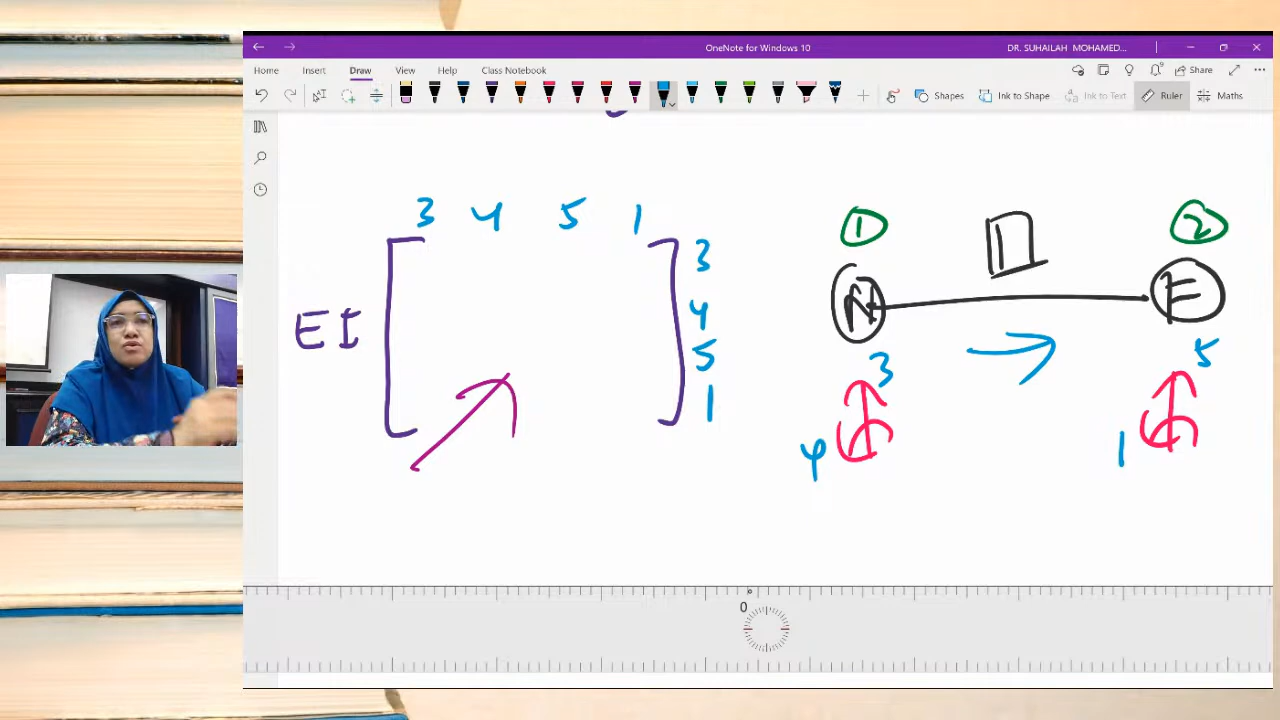 OneNote for Windows 10
DR. SUHAILAH MOHAMED...
Home Insert Draw View Help Class Notebook
Share
Shapes Ink to Shape Ink to Text Ruler Maths
3 4 5 1
EI
3
4
5
1
1
2
N
F
3
5
4
1
0